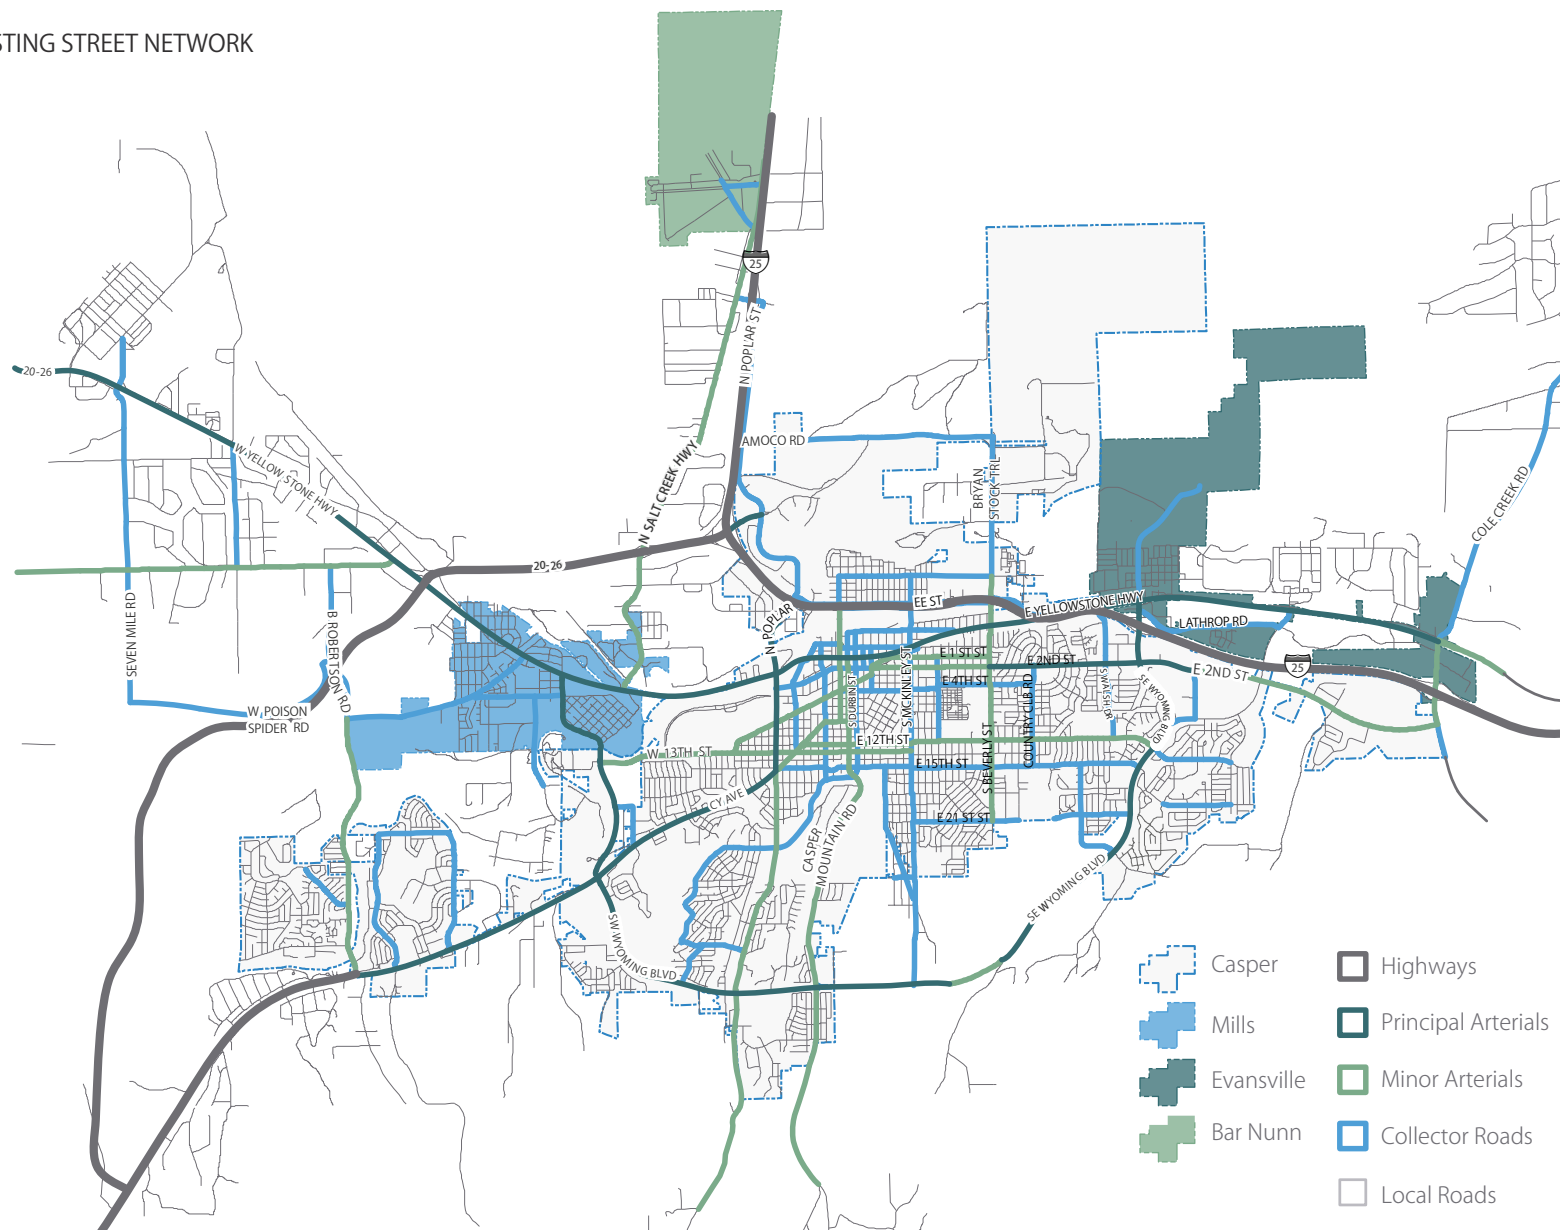 STING STREET NETWORK
25
N POPLAR ST
20-26
W YELLOW STONE HWY
AMOCO RD
N SALT CREEK HWY
BRYAN
STOCK TRL
COLE CREEK RD
20-26
SEVEN MILE RD
B ROBERTSON RD
N POPLAR
EE ST
E YELLOWSTONE HWY
LATHROP RD
E 1 ST ST
E 2ND ST
E 2ND ST
25
E 4TH ST
S DURBIN ST
S MCKINLEY ST
S BEVERLY ST
COUNTRY CLB RD
SE WYOMING BLVD
W POISON
SPIDER RD
W 13TH ST
E 12TH ST
E 15TH ST
CY AVE
E 21 ST ST
CASPER
MOUNTAIN RD
SE WYOMING BLVD
SW WYOMING BLVD
Casper
Mills
Evansville
Bar Nunn
Highways
Principal Arterials
Minor Arterials
Collector Roads
Local Roads